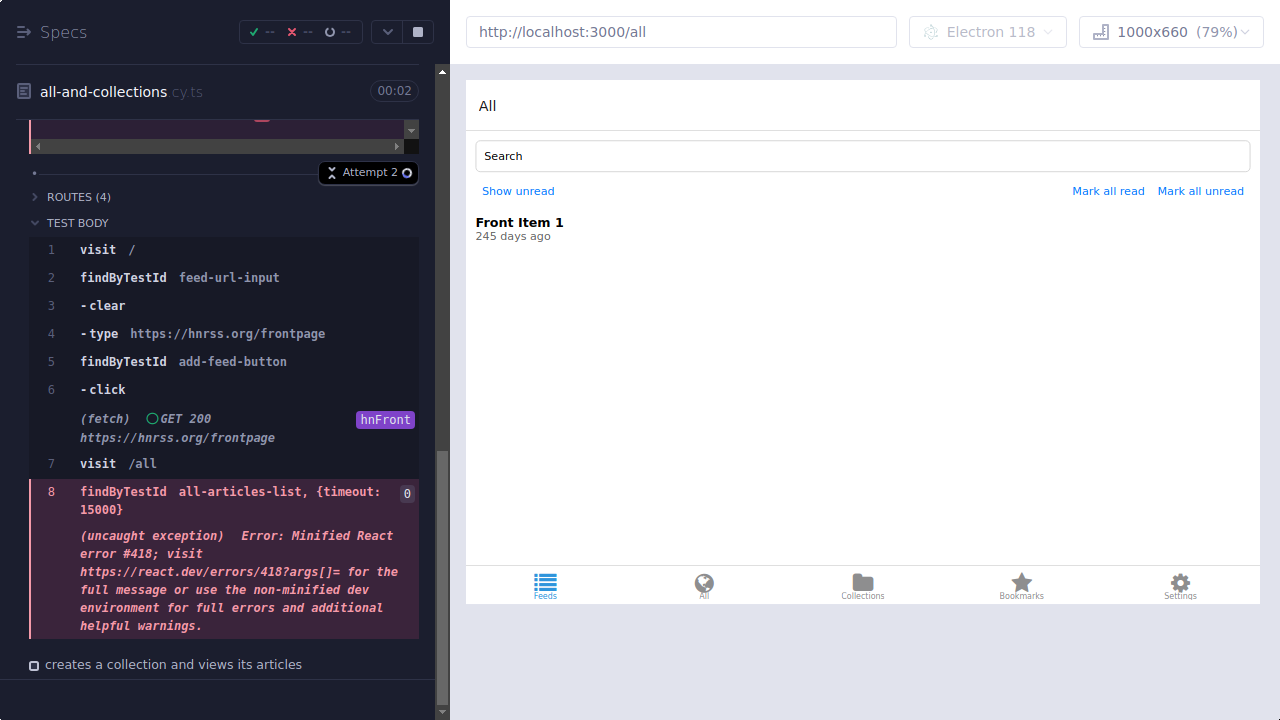 Specs
-- -- --
all-and-collections.cy.ts 00:02
Attempt 2
ROUTES (4)
TEST BODY
1 visit /
2 findByTestId feed-url-input
3 -clear
4 -type https://hnrss.org/frontpage
5 findByTestId add-feed-button
6 -click
(fetch) GET 200 hnFront
https://hnrss.org/frontpage
7 visit /all
8 findByTestId all-articles-list, {timeout: 0
15000}
(uncaught exception) Error: Minified React
error #418; visit
https://react.dev/errors/418?args[]= for the
full message or use the non-minified dev
environment for full errors and additional
helpful warnings.
creates a collection and views its articles
http://localhost:3000/all
Electron 118
1000x660 (79%)
All
Search
Show unread Mark all read Mark all unread
Front Item 1
245 days ago
Feeds All Collections Bookmarks Settings